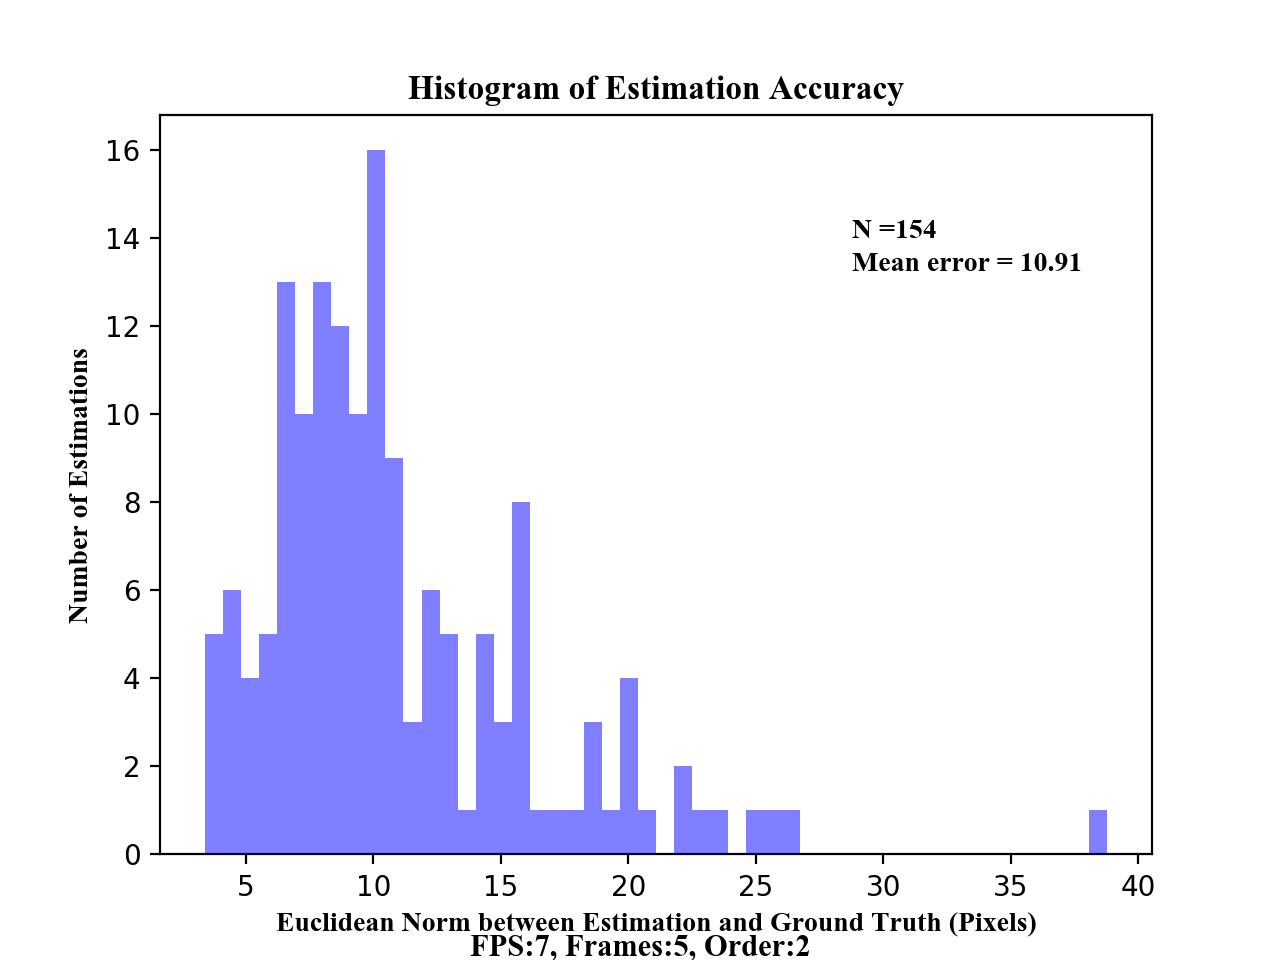 Histogram of Estimation Accuracy
16
14
12
10
8
6
4
2
0
Number of Estimations
N =154
Mean error = 10.91
5 10 15 20 25 30 35 40
Euclidean Norm between Estimation and Ground Truth (Pixels)
FPS:7, Frames:5, Order:2